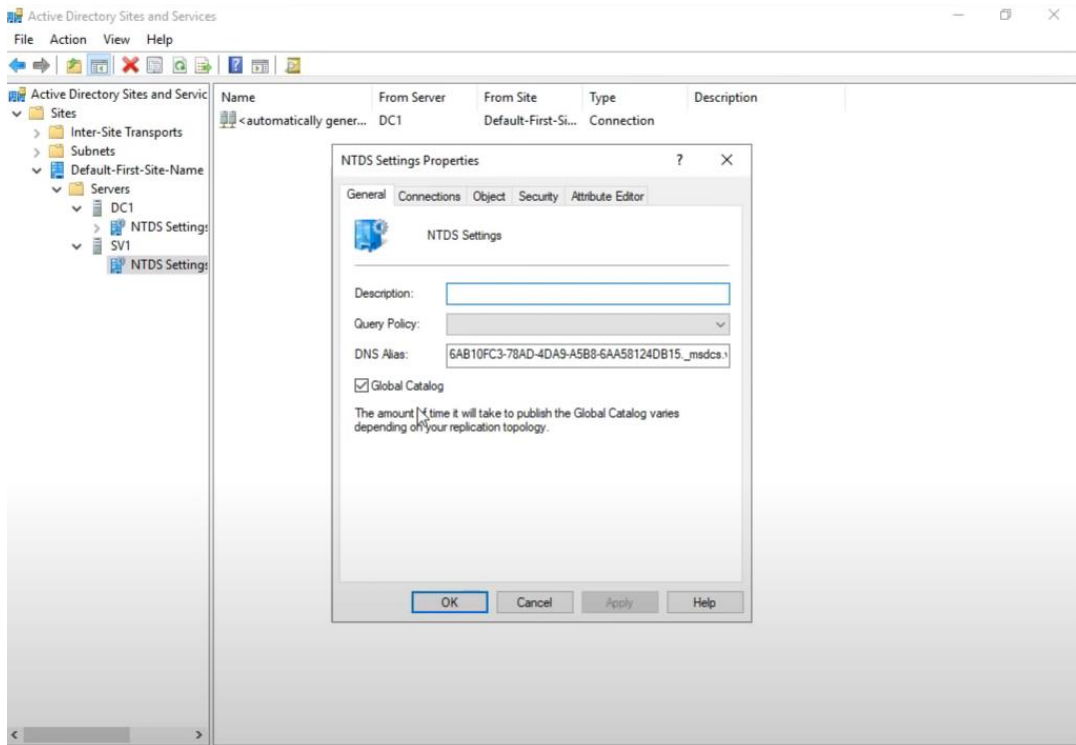 Active Directory Sites and Services
File Action View Help
Active Directory Sites and Servic
Sites
Inter-Site Transports
Subnets
Default-First-Site-Name
Servers
DC1
NTDS Settings
SV1
NTDS Settings
Name From Server From Site Type Description
<automatically gener... DC1 Default-First-Si... Connection
NTDS Settings Properties
General Connections Object Security Attribute Editor
NTDS Settings
Description:
Query Policy:
DNS Alias: 6AB10FC3-78AD-4DA9-A5B8-6AA58124DB15._msdcs.
Global Catalog
The amount of time it will take to publish the Global Catalog varies
depending on your replication topology.
OK Cancel Apply Help